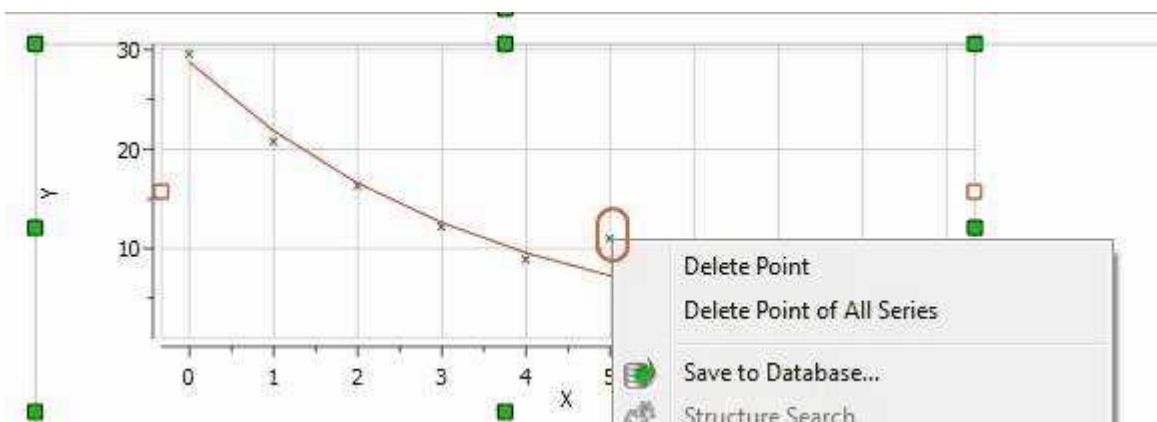 30
20
10
Y
0 1 2 3 4 5
X
Delete Point
Delete Point of All Series
Save to Database...
Structure Search